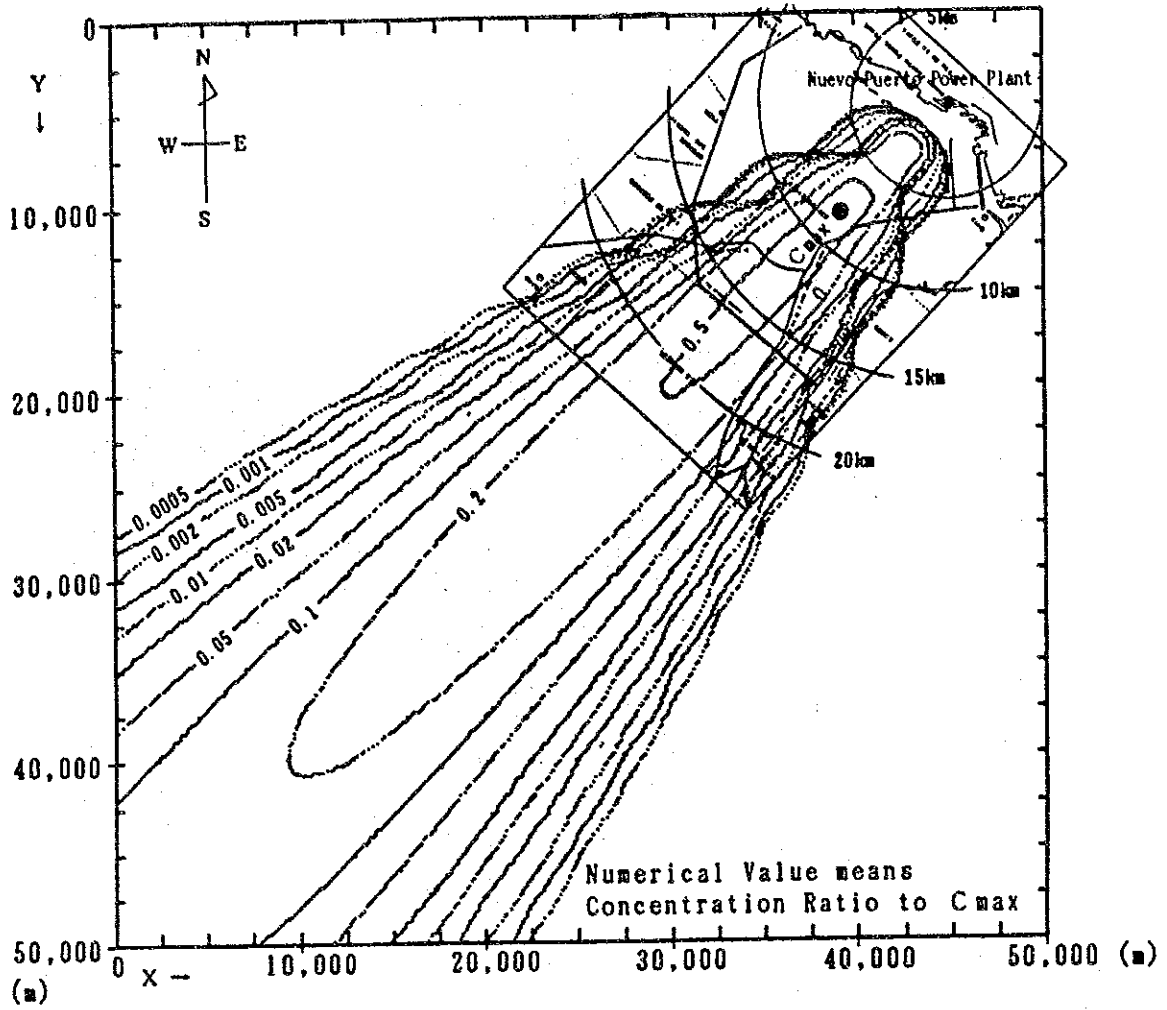 0
5km
Y
↓
N
W E
S
Nuevo Puerto Power Plant
10,000
Cmax
10km
0.5
15km
20,000
20km
0.0005
0.001
0.002
0.005
0.2
0.01
0.02
30,000
0.05
0.1
40,000
Numerical Value means
Concentration Ratio to Cmax
50,000
0 10,000 20,000 30,000 40,000 50,000 (m)
X →
(m)